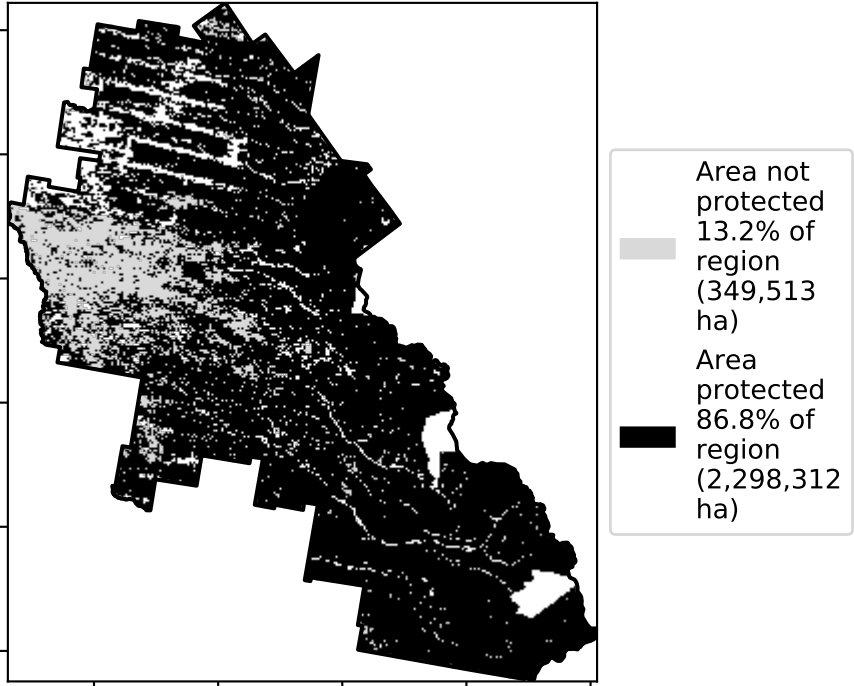 Area not
protected
13.2% of
region
(349,513
ha)
Area
protected
86.8% of
region
(2,298,312
ha)